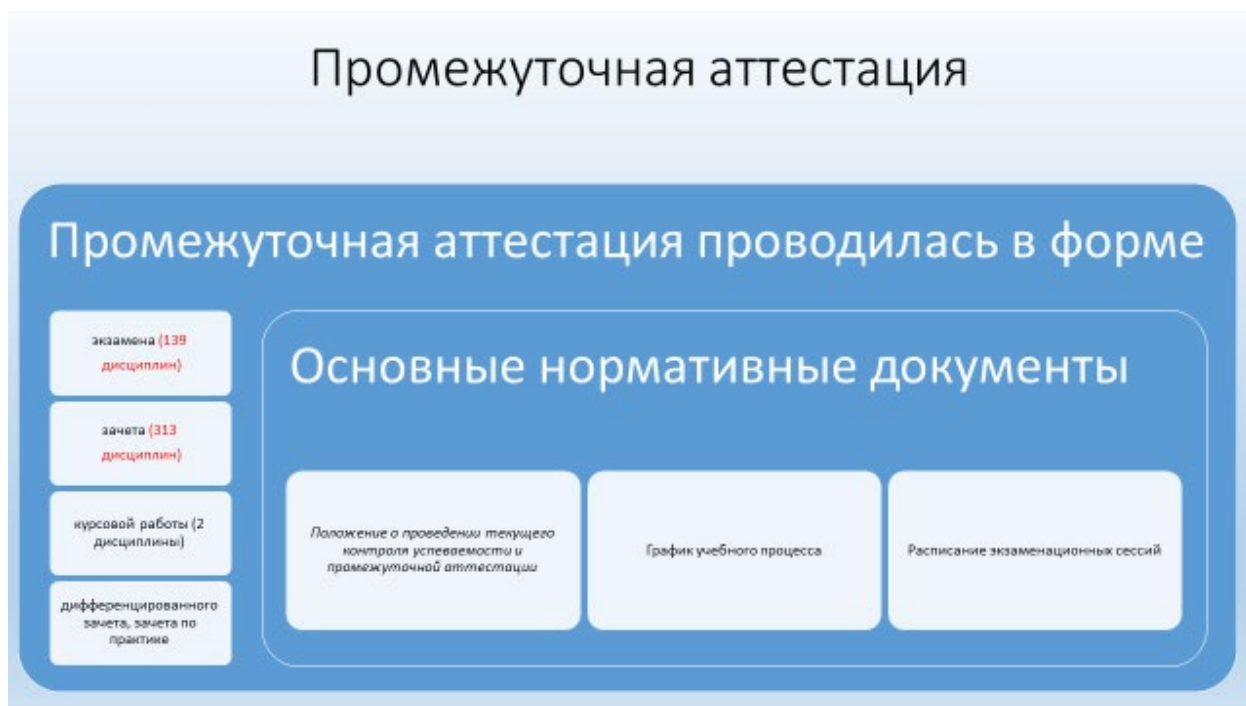 Промежуточная аттестация
Промежуточная аттестация проводилась в форме
экзамена (139
дисциплин)
зачета (313
дисциплин)
курсовой работы (2
дисциплины)
дифференцированного
зачета, зачета по
практике
Основные нормативные документы
Положение о проведении текущего
контроля успеваемости и
промежуточной аттестации
График учебного процесса
Расписание экзаменационных сессий